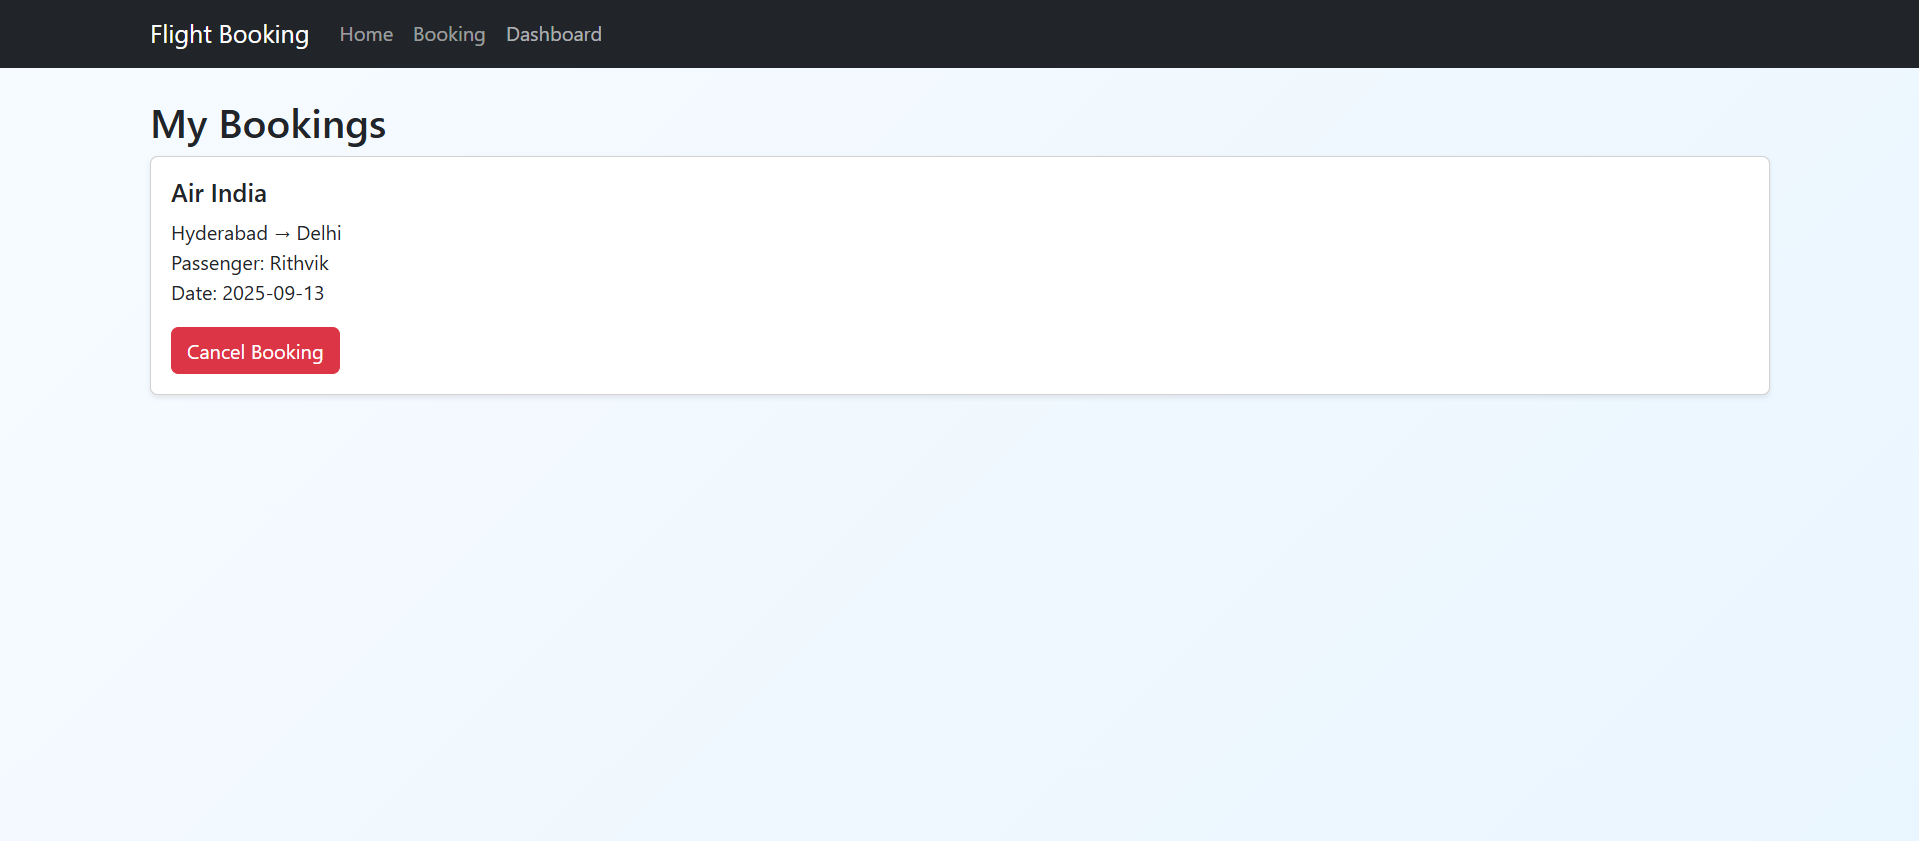 Flight Booking Home Booking Dashboard
My Bookings
Air India
Hyderabad → Delhi
Passenger: Rithvik
Date: 2025-09-13
Cancel Booking